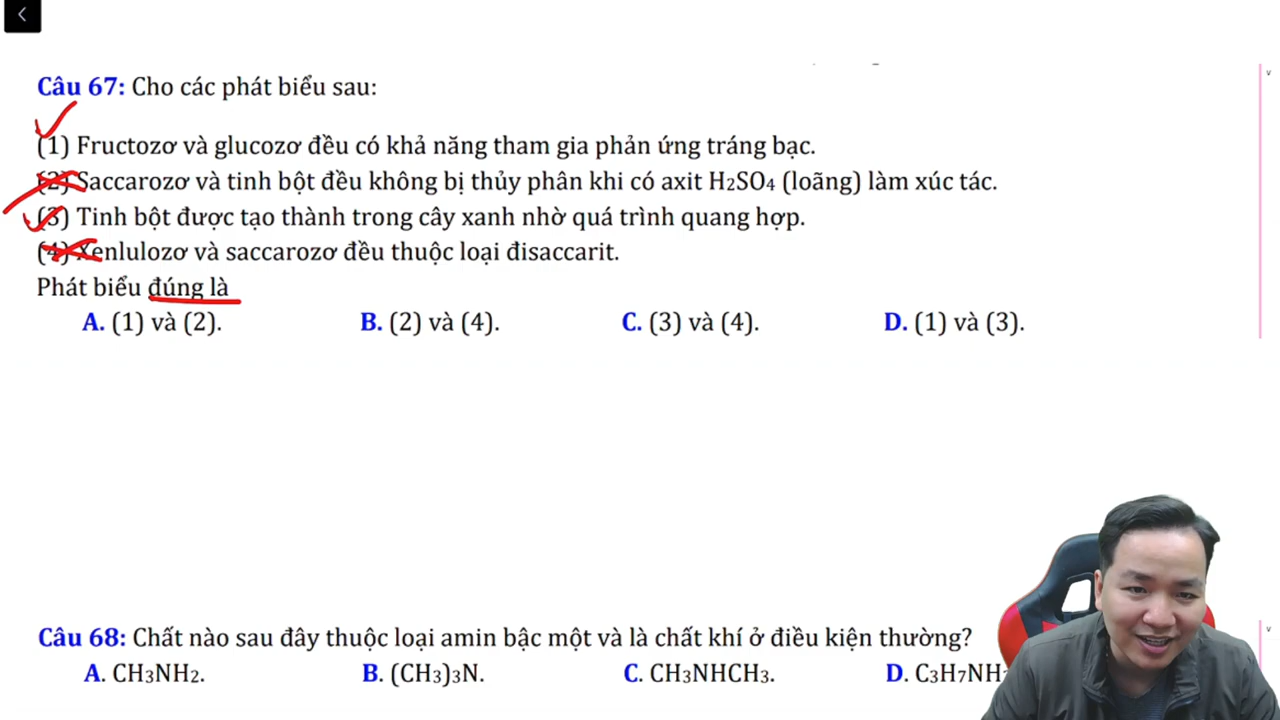 Câu 67: Cho các phát biểu sau:
(1) Fructozơ và glucozơ đều có khả năng tham gia phản ứng tráng bạc.
(2) Saccarozơ và tinh bột đều không bị thủy phân khi có axit H2SO4 (loãng) làm xúc tác.
(3) Tinh bột được tạo thành trong cây xanh nhờ quá trình quang hợp.
(4) Xenlulozơ và saccarozơ đều thuộc loại đisaccarit.
Phát biểu đúng là
A. (1) và (2). B. (2) và (4). C. (3) và (4). D. (1) và (3).
Câu 68: Chất nào sau đây thuộc loại amin bậc một và là chất khí ở điều kiện thường?
A. CH3NH2. B. (CH3)3N. C. CH3NHCH3. D. C3H7NH